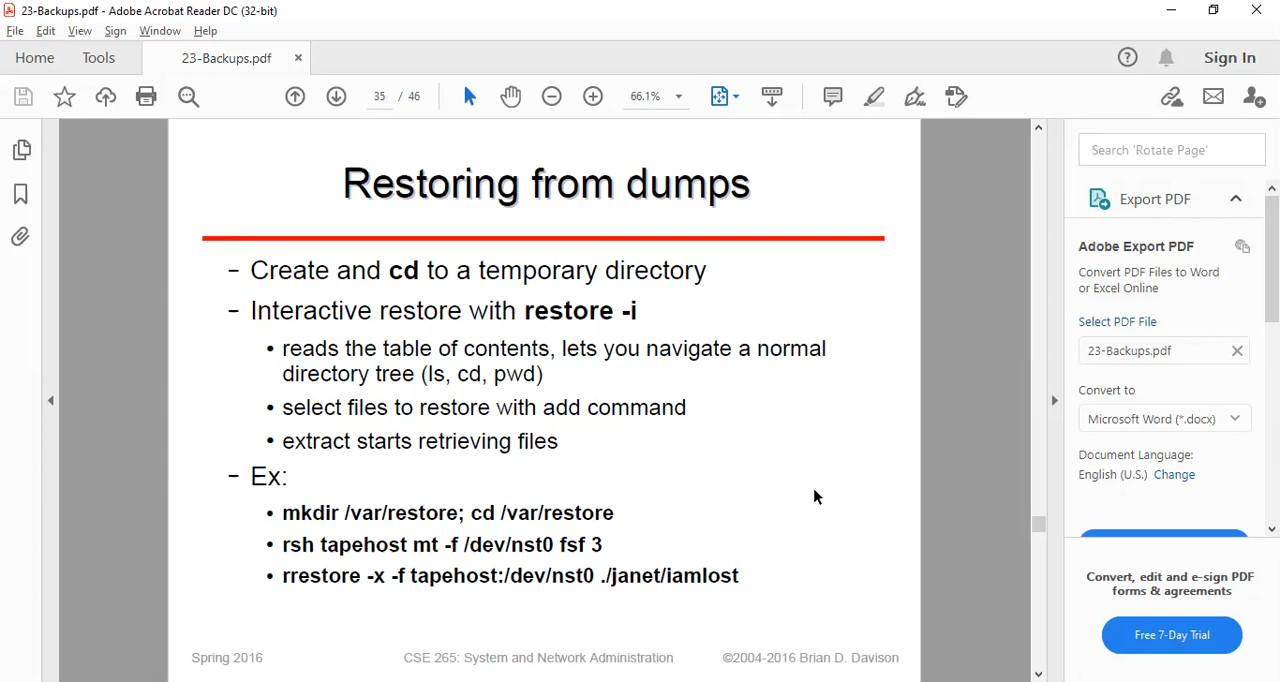 23-Backups.pdf - Adobe Acrobat Reader DC (32-bit)
File Edit View Sign Window Help
Home Tools 23-Backups.pdf Sign In
35 / 46 66.1%
Restoring from dumps
– Create and cd to a temporary directory
– Interactive restore with restore -i
• reads the table of contents, lets you navigate a normal
directory tree (ls, cd, pwd)
• select files to restore with add command
• extract starts retrieving files
– Ex:
• mkdir /var/restore; cd /var/restore
• rsh tapehost mt -f /dev/nst0 fsf 3
• rrestore -x -f tapehost:/dev/nst0 ./janet/iamlost
Spring 2016 CSE 265: System and Network Administration ©2004-2016 Brian D. Davison
Search 'Rotate Page'
Export PDF
Adobe Export PDF
Convert PDF Files to Word
or Excel Online
Select PDF File
23-Backups.pdf
Convert to
Microsoft Word (*.docx)
Document Language:
English (U.S.) Change
Convert, edit and e-sign PDF
forms & agreements
Free 7-Day Trial